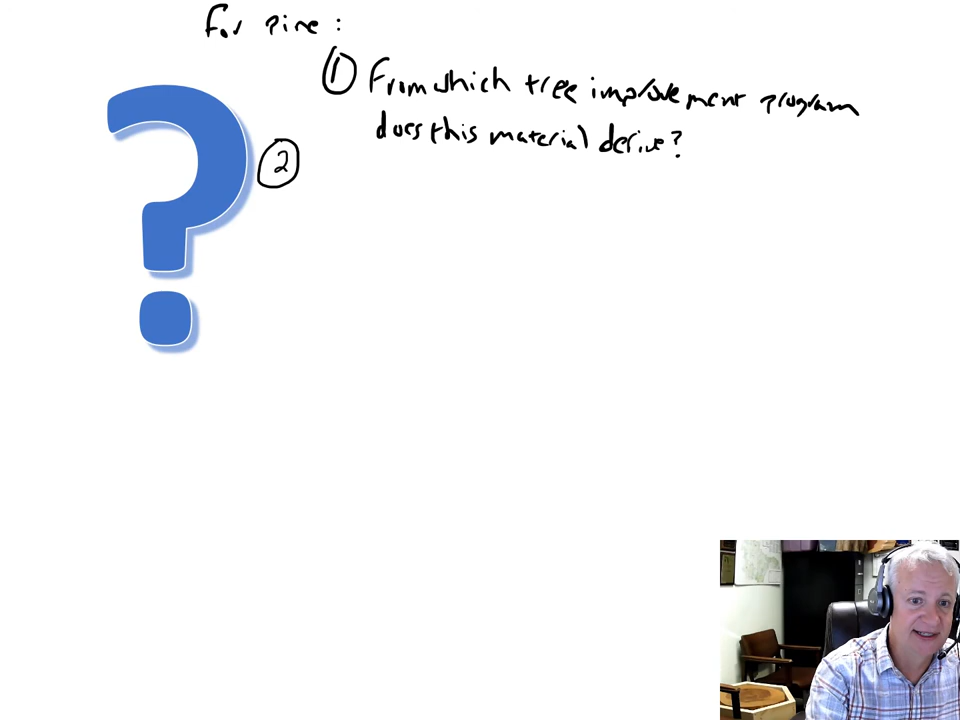 For pine :
① From which tree improvement program
does this material derive?
②
?